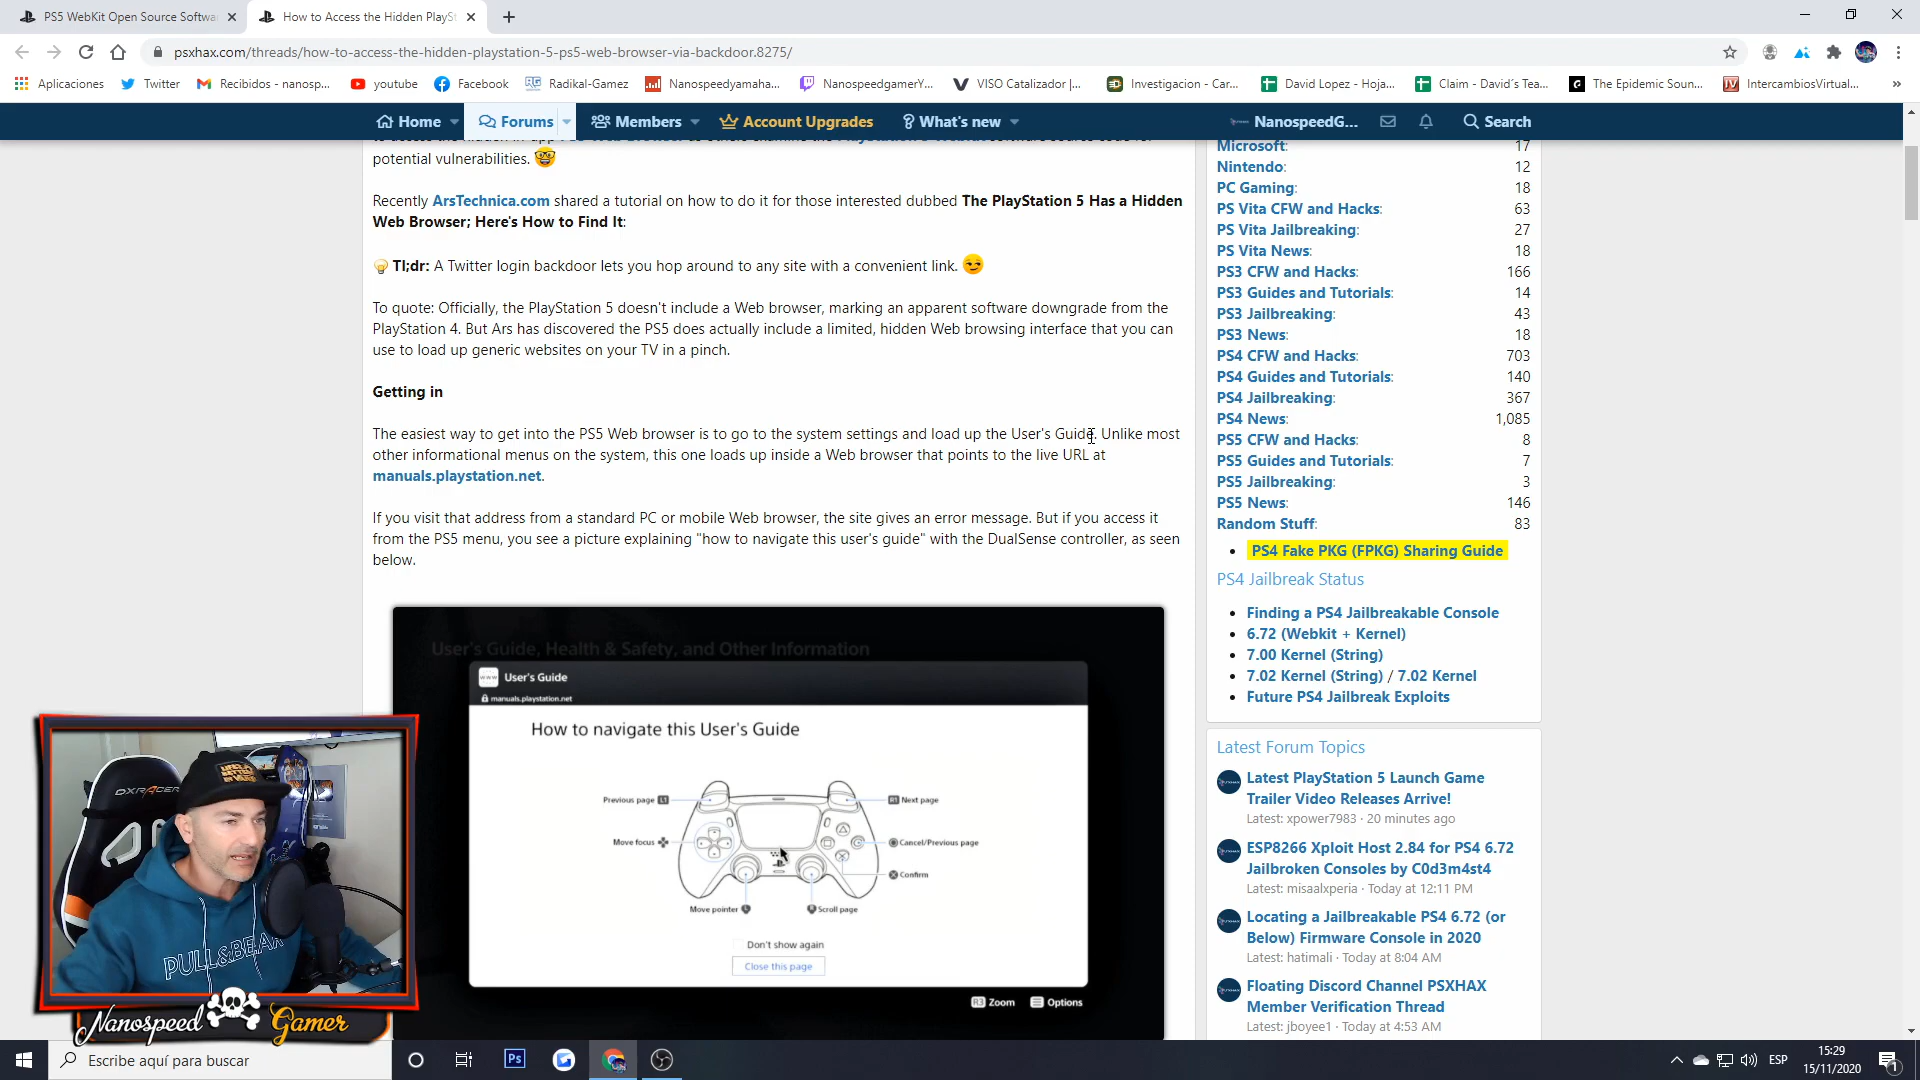 PS5 WebKit Open Source Softwa
How to Access the Hidden PlaySt
psxhax.com/threads/how-to-access-the-hidden-playstation-5-ps5-web-browser-via-backdoor.8275/
Aplicaciones
Twitter
Recibidos - nanosp...
youtube
Facebook
Radikal-Gamez
Nanospeedyamaha...
NanospeedgamerY...
VISO Catalizador |...
Investigacion - Car...
David Lopez - Hoja...
Claim - David´s Tea...
The Epidemic Soun...
IntercambiosVirtual...
Home
Forums
Members
Account Upgrades
What's new
NanospeedG...
Search
potential vulnerabilities.
Recently ArsTechnica.com shared a tutorial on how to do it for those interested dubbed The PlayStation 5 Has a Hidden
Web Browser; Here's How to Find It:
Tl;dr: A Twitter login backdoor lets you hop around to any site with a convenient link.
To quote: Officially, the PlayStation 5 doesn't include a Web browser, marking an apparent software downgrade from the
PlayStation 4. But Ars has discovered the PS5 does actually include a limited, hidden Web browsing interface that you can
use to load up generic websites on your TV in a pinch.
Getting in
The easiest way to get into the PS5 Web browser is to go to the system settings and load up the User's Guide. Unlike most
other informational menus on the system, this one loads up inside a Web browser that points to the live URL at
manuals.playstation.net.
If you visit that address from a standard PC or mobile Web browser, the site gives an error message. But if you access it
from the PS5 menu, you see a picture explaining "how to navigate this user's guide" with the DualSense controller, as seen
below.
User's Guide, Health & Safety, and Other Information
User's Guide
manuals.playstation.net
How to navigate this User's Guide
Previous page L1
R1 Next page
Move focus
Cancel/Previous page
Confirm
Move pointer
Scroll page
Don't show again
Close this page
R3 Zoom
Options
Microsoft: 17
Nintendo: 12
PC Gaming: 18
PS Vita CFW and Hacks: 63
PS Vita Jailbreaking: 27
PS Vita News: 18
PS3 CFW and Hacks: 166
PS3 Guides and Tutorials: 14
PS3 Jailbreaking: 43
PS3 News: 18
PS4 CFW and Hacks: 703
PS4 Guides and Tutorials: 140
PS4 Jailbreaking: 367
PS4 News: 1,085
PS5 CFW and Hacks: 8
PS5 Guides and Tutorials: 7
PS5 Jailbreaking: 3
PS5 News: 146
Random Stuff: 83
PS4 Fake PKG (FPKG) Sharing Guide
PS4 Jailbreak Status
Finding a PS4 Jailbreakable Console
6.72 (Webkit + Kernel)
7.00 Kernel (String)
7.02 Kernel (String) / 7.02 Kernel
Future PS4 Jailbreak Exploits
Latest Forum Topics
Latest PlayStation 5 Launch Game
Trailer Video Releases Arrive!
Latest: xpower7983 · 20 minutes ago
ESP8266 Xploit Host 2.84 for PS4 6.72
Jailbroken Consoles by C0d3m4st4
Latest: misaalxperia · Today at 12:11 PM
Locating a Jailbreakable PS4 6.72 (or
Below) Firmware Console in 2020
Latest: hatimali · Today at 8:04 AM
Floating Discord Channel PSXHAX
Member Verification Thread
Latest: jboyee1 · Today at 4:53 AM
DXRACER
PULL&BEAR
Nanospeed Gamer
Escribe aquí para buscar
Ps
ESP
15:29
15/11/2020
1